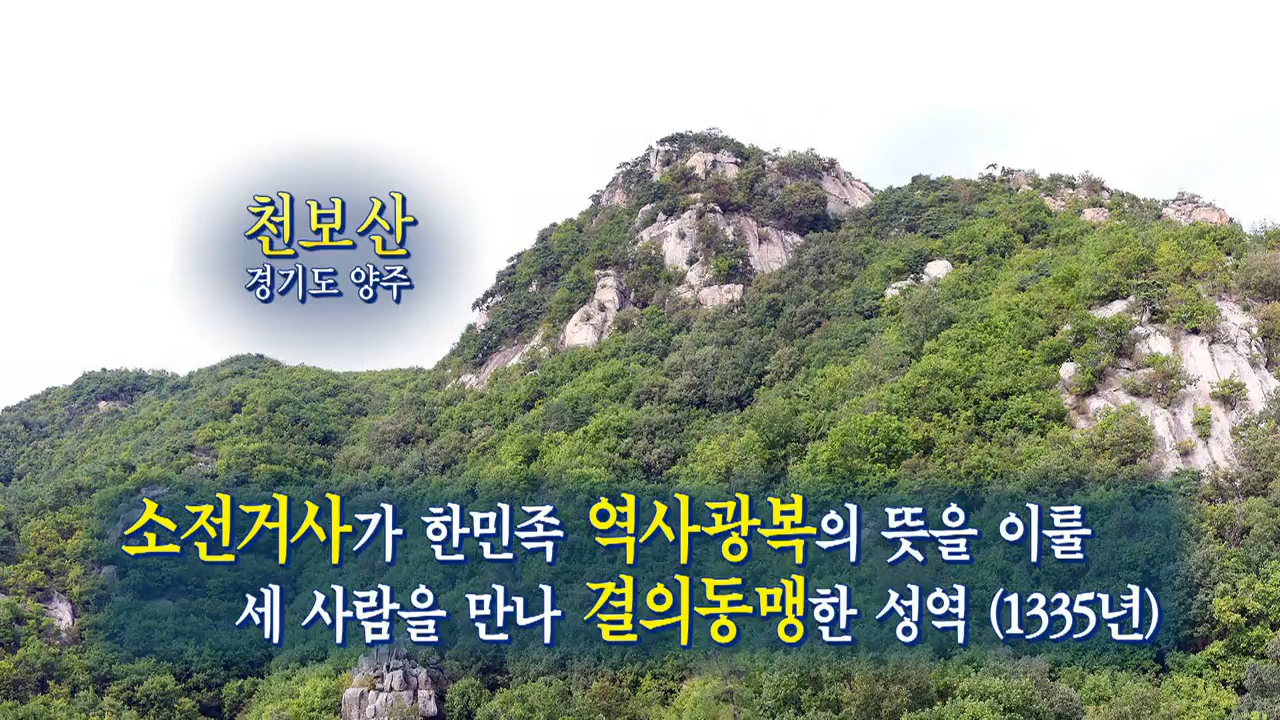 천보산
경기도 양주
소전거사가 한민족 역사광복의 뜻을 이룰
세 사람을 만나 결의동맹한 성역 (1335년)